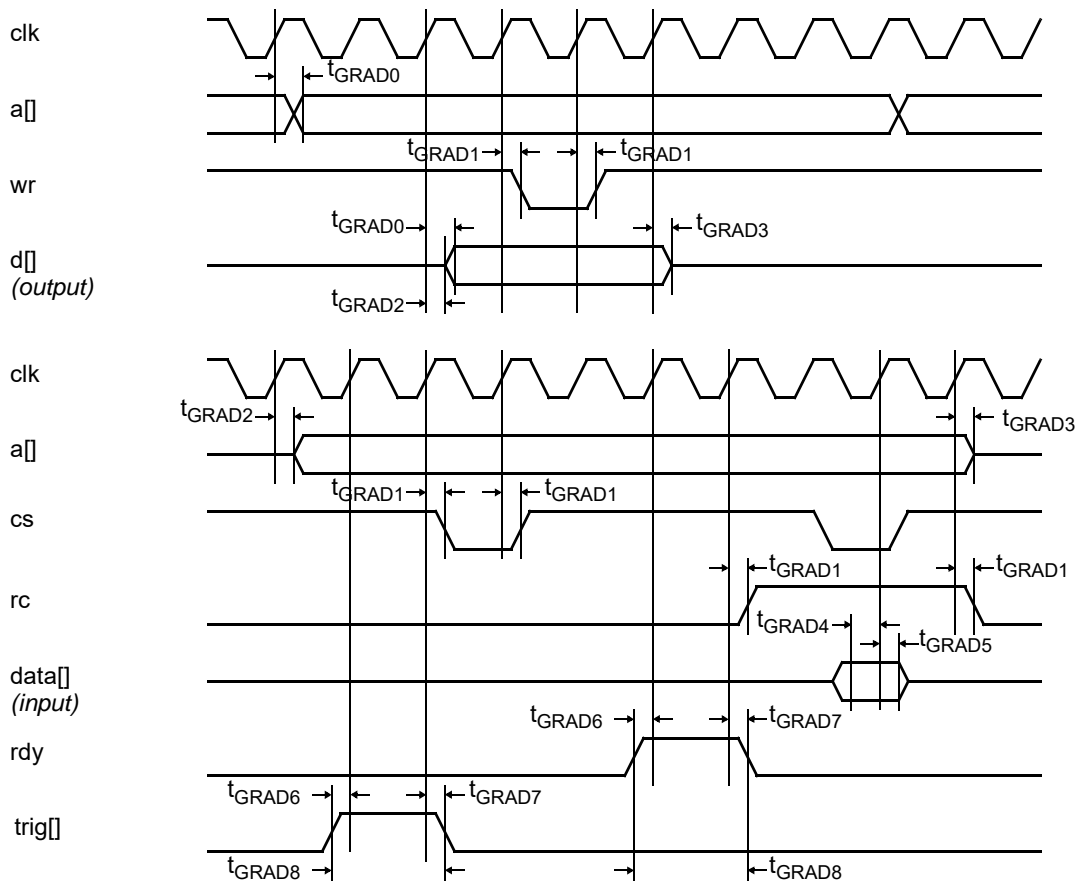 clk
tGRAD0
a[]
tGRAD1 tGRAD1
wr
tGRAD0 tGRAD3
d[]
(output)
tGRAD2
clk
tGRAD2 tGRAD3
a[]
tGRAD1 tGRAD1
cs
tGRAD1 tGRAD1
rc
tGRAD4
tGRAD5
data[]
(input)
tGRAD6 tGRAD7
rdy
tGRAD6 tGRAD7
trig[]
tGRAD8 tGRAD8